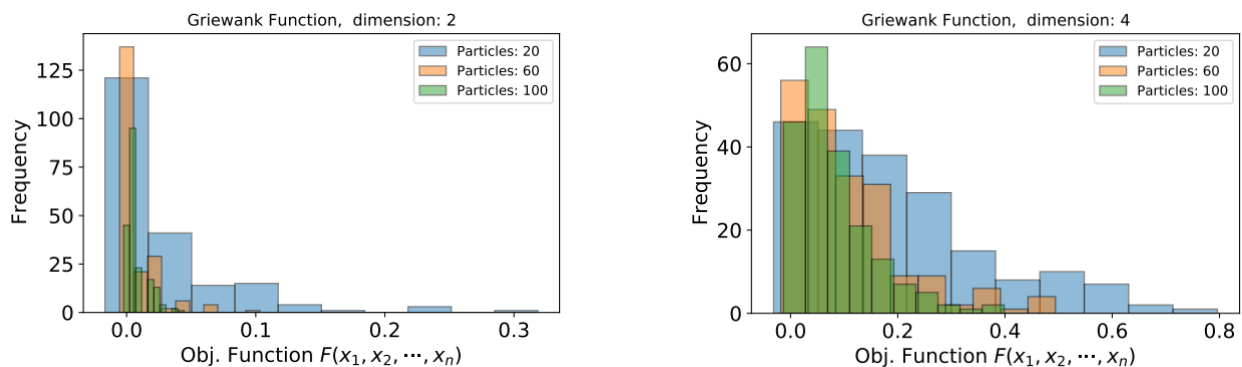 Griewank Function,  dimension: 2
Particles: 20
Particles: 60
Particles: 100
Frequency
125
100
75
50
25
0
0.0
0.1
0.2
0.3
Obj. Function F(x₁, x₂, ⋯, xₙ)
Griewank Function,  dimension: 4
Particles: 20
Particles: 60
Particles: 100
Frequency
60
40
20
0
0.0
0.2
0.4
0.6
0.8
Obj. Function F(x₁, x₂, ⋯, xₙ)